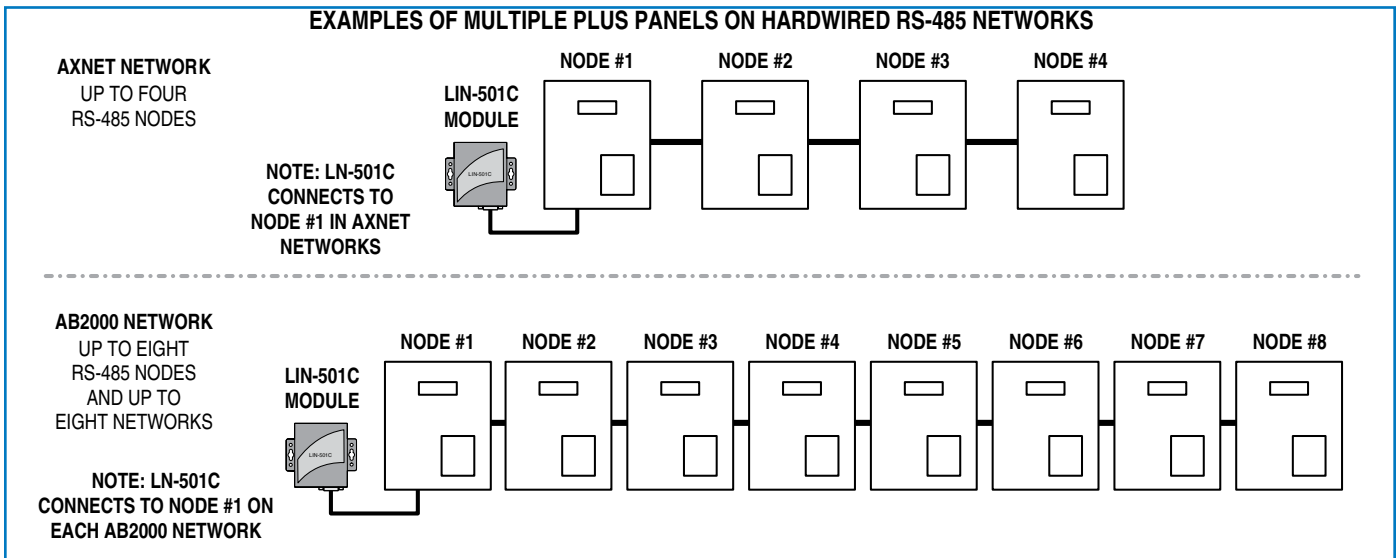 EXAMPLES OF MULTIPLE PLUS PANELS ON HARDWIRED RS-485 NETWORKS
AXNET NETWORK
UP TO FOUR
RS-485 NODES
LIN-501C
MODULE
LIN-501C
NOTE: LN-501C
CONNECTS TO
NODE #1 IN AXNET
NETWORKS
NODE #1
NODE #2
NODE #3
NODE #4
AB2000 NETWORK
UP TO EIGHT
RS-485 NODES
AND UP TO
EIGHT NETWORKS
LIN-501C
MODULE
LIN-501C
NOTE: LN-501C
CONNECTS TO NODE #1 ON
EACH AB2000 NETWORK
NODE #1
NODE #2
NODE #3
NODE #4
NODE #5
NODE #6
NODE #7
NODE #8